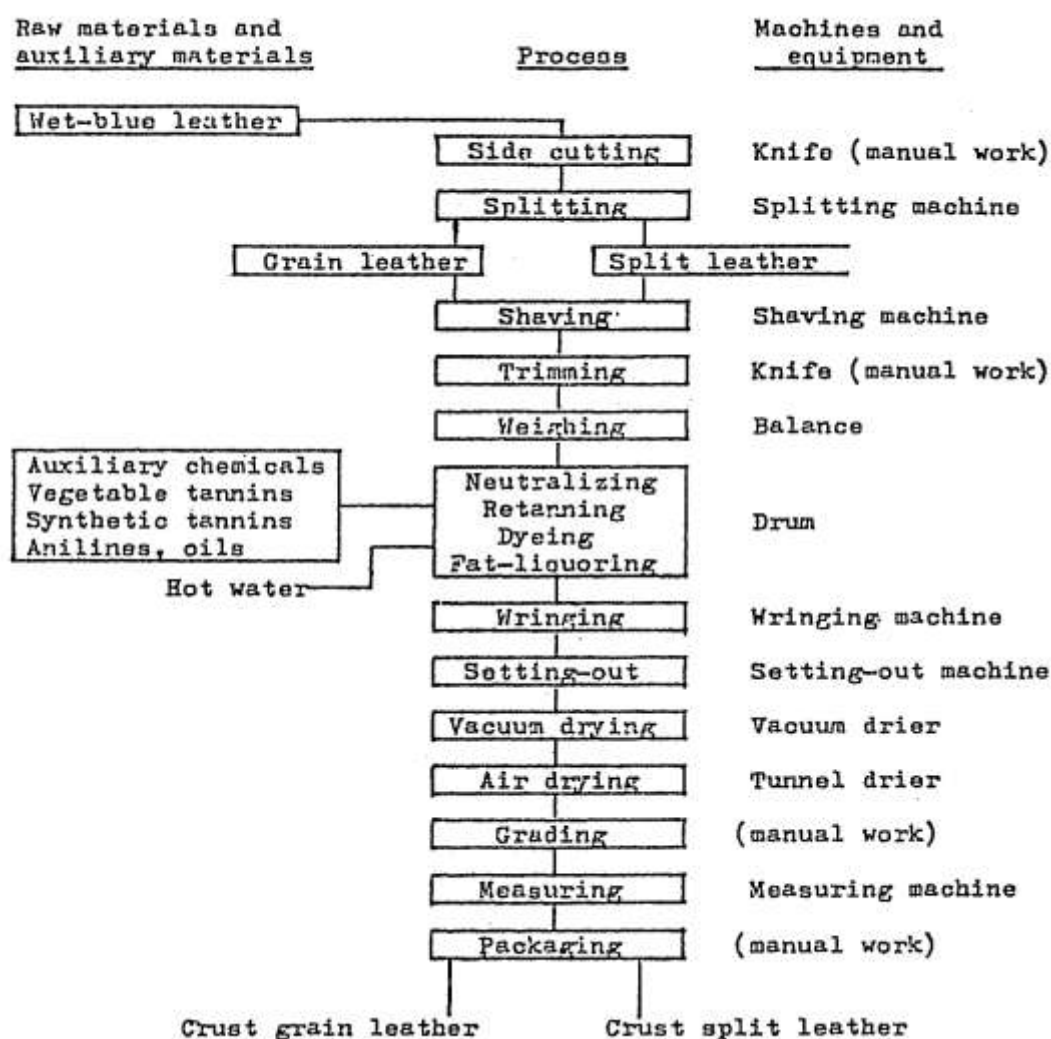 Raw materials and
auxiliary materials
Process
Machines and
equipment
Wet-blue leather
Side cutting
Knife (manual work)
Splitting
Splitting machine
Grain leather
Split leather
Shaving
Shaving machine
Trimming
Knife (manual work)
Weighing
Balance
Auxiliary chemicals
Vegetable tannins
Synthetic tannins
Anilines, oils
Neutralizing
Retanning
Dyeing
Fat-liquoring
Drum
Hot water
Wringing
Wringing machine
Setting-out
Setting-out machine
Vacuum drying
Vacuum drier
Air drying
Tunnel drier
Grading
(manual work)
Measuring
Measuring machine
Packaging
(manual work)
Crust grain leather
Crust split leather